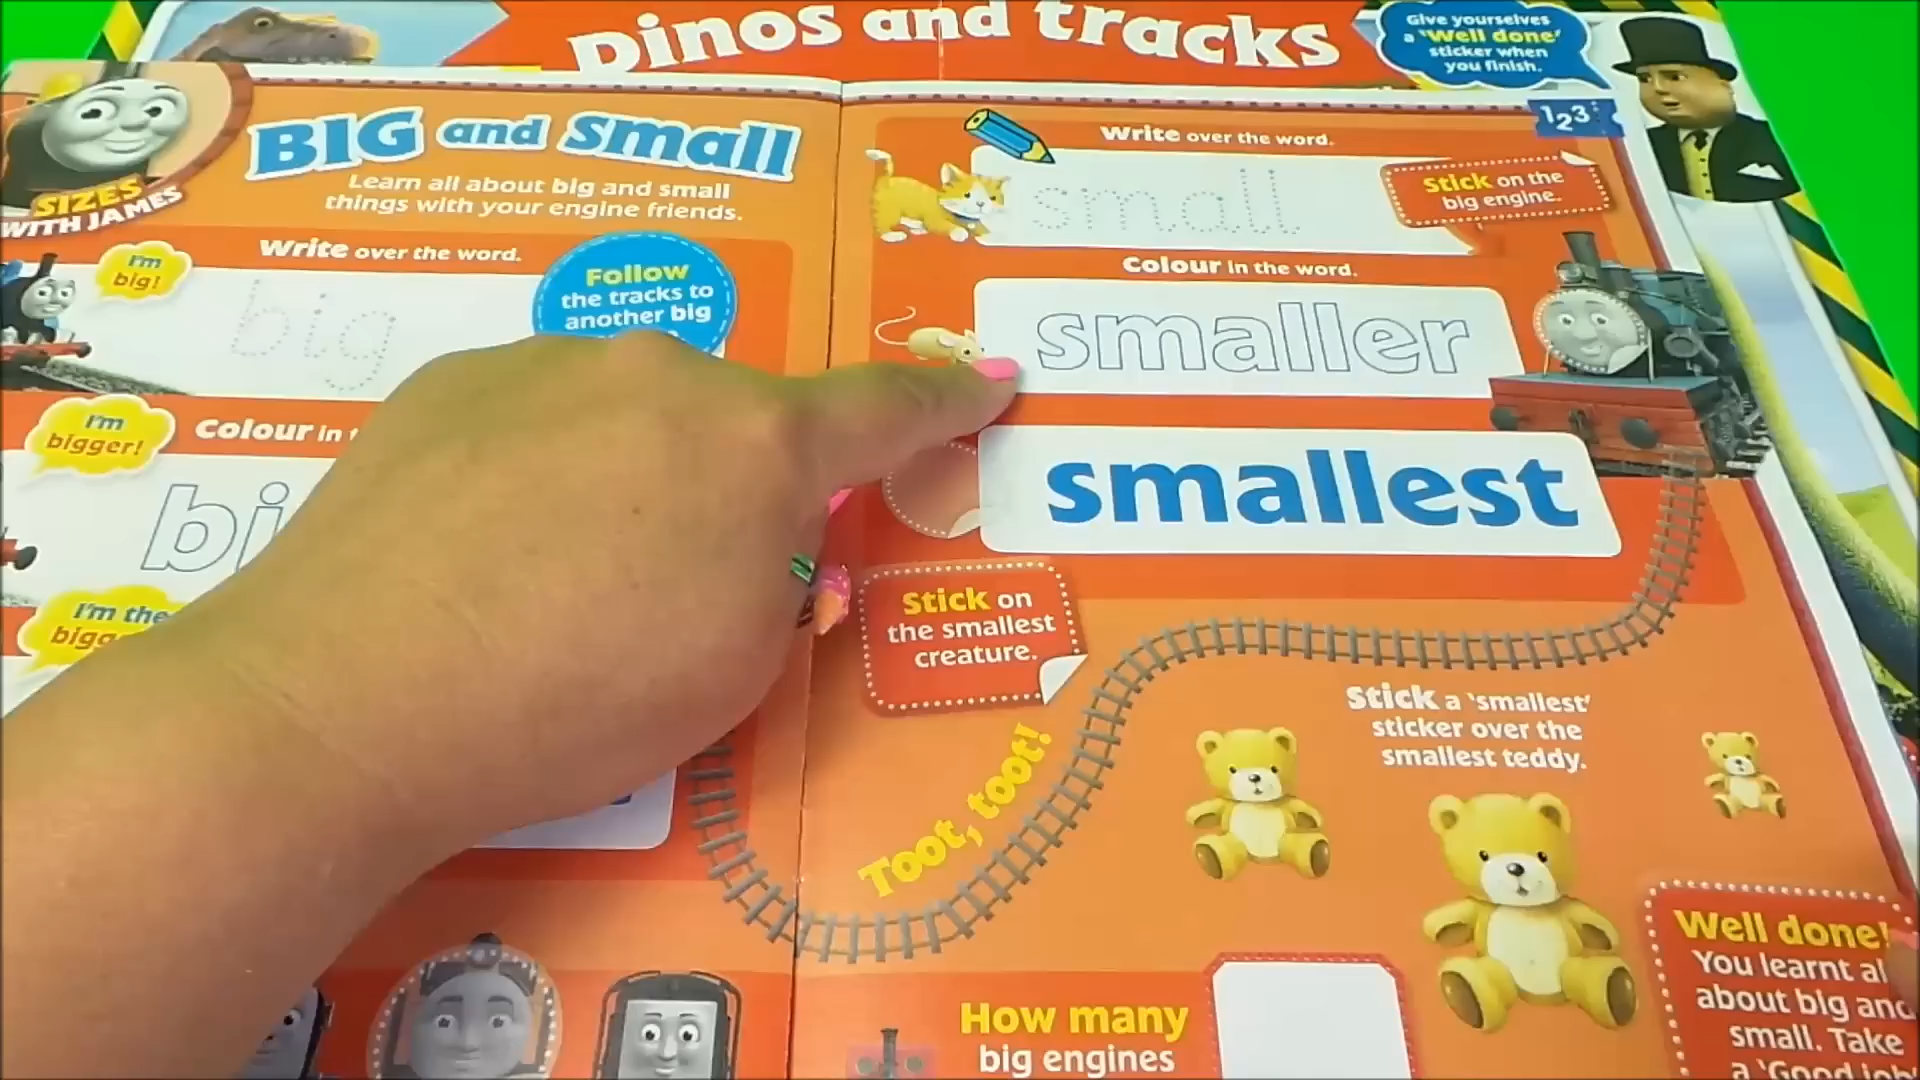 Dinos and tracks
Give yourselves
a 'Well done'
sticker when
you finish.
SIZES
WITH JAMES
BIG and small
Learn all about big and small
things with your engine friends.
Write over the word.
I'm
big!
big
Follow
the tracks to
another big
I'm
bigger!
Colour in
bi
I'm the
Write over the word.
123
small
Stick on the
big engine.
Colour in the word.
smaller
smallest
Stick on
the smallest
creature.
Toot, toot!
Stick a 'smallest'
sticker over the
smallest teddy.
How many
big engines
Well done!
You learnt al
about big and
small. Take
a 'Good job'